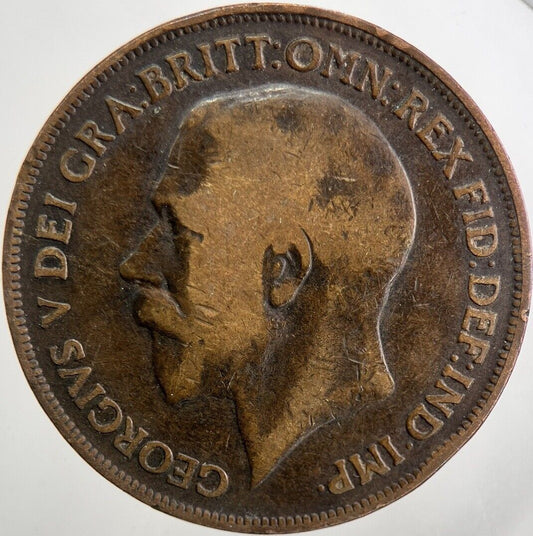 GEORGIVS V DEI GRA:BRITT:OMN:REX FID:DEF:IND:IMP.